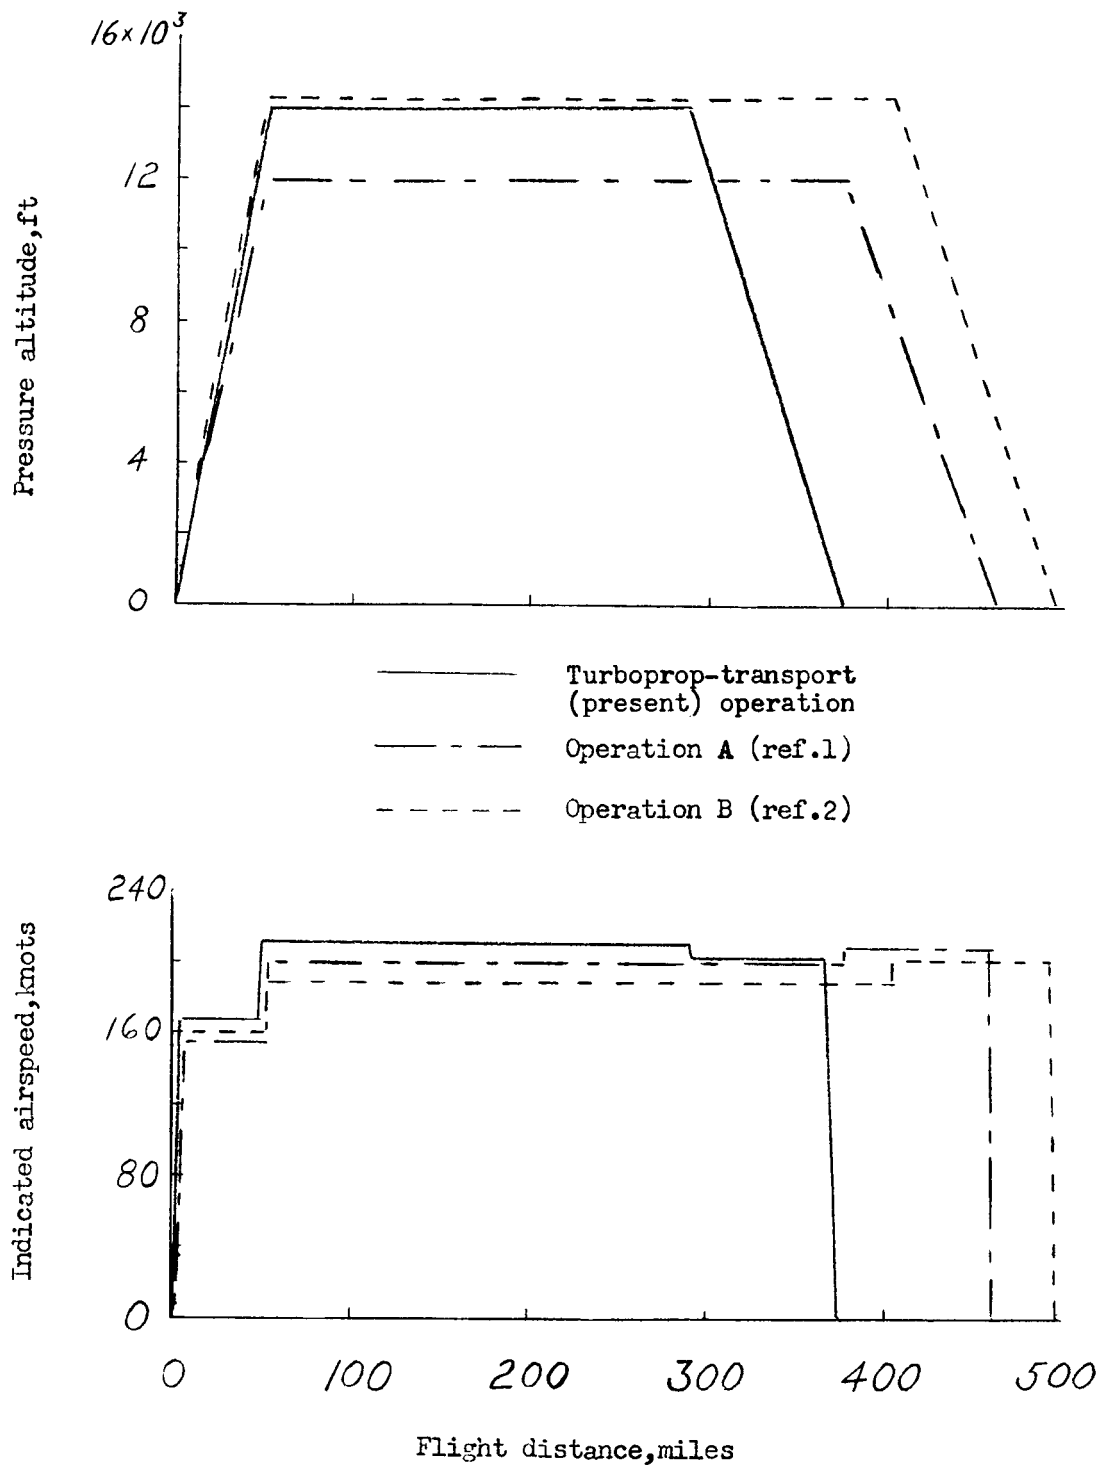 16×10³
12
8
4
0
Pressure altitude,ft
Turboprop-transport
(present) operation
Operation A (ref.1)
Operation B (ref.2)
240
160
80
0
Indicated airspeed,knots
0 100 200 300 400 500
Flight distance,miles